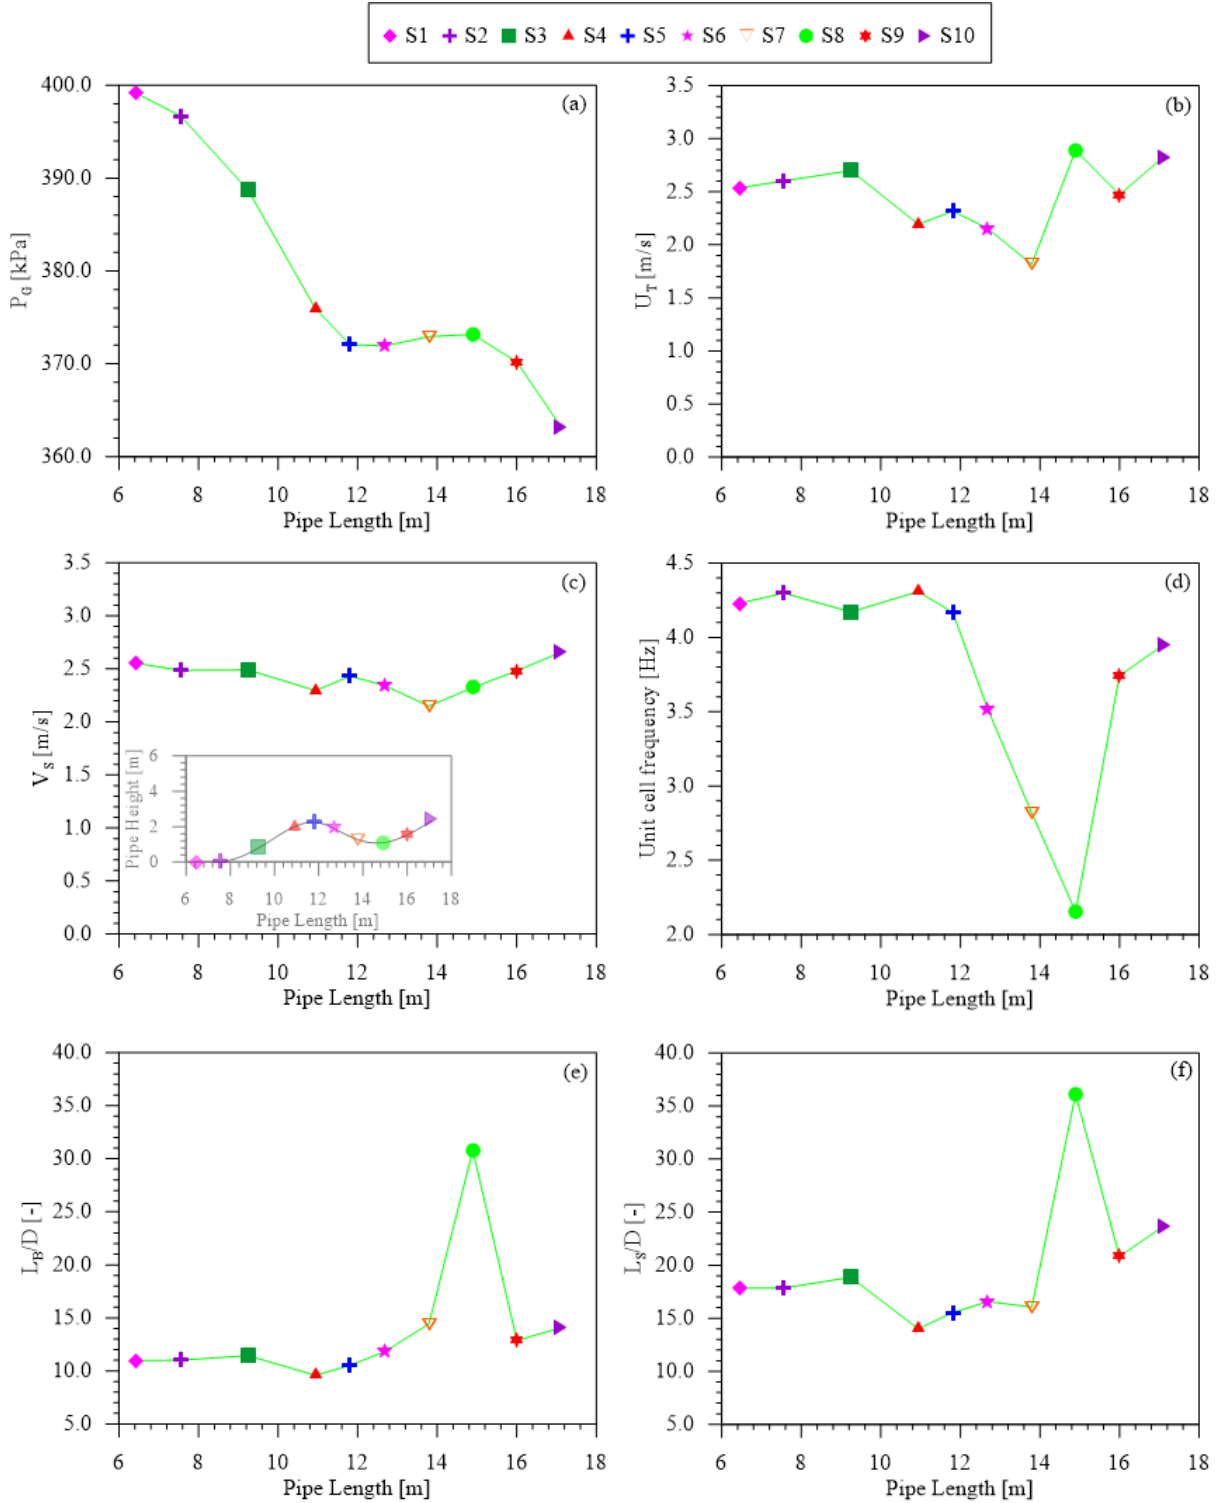 S1 S2 S3 S4 S5 S6 S7 S8 S9 S10
(a)
400.0
390.0
380.0
370.0
360.0
P_G [kPa]
6 8 10 12 14 16 18
Pipe Length [m]
(b)
3.5
3.0
2.5
2.0
1.5
1.0
0.5
0.0
U_T [m/s]
6 8 10 12 14 16 18
Pipe Length [m]
(c)
3.5
3.0
2.5
2.0
1.5
1.0
0.5
0.0
V_S [m/s]
6
4
2
0
Pipe Height [m]
6 8 10 12 14 16 18
Pipe Length [m]
6 8 10 12 14 16 18
Pipe Length [m]
(d)
4.5
4.0
3.5
3.0
2.5
2.0
Unit cell frequency [Hz]
6 8 10 12 14 16 18
Pipe Length [m]
(e)
40.0
35.0
30.0
25.0
20.0
15.0
10.0
5.0
L_B/D [-]
6 8 10 12 14 16 18
Pipe Length [m]
(f)
40.0
35.0
30.0
25.0
20.0
15.0
10.0
5.0
L_S/D [-]
6 8 10 12 14 16 18
Pipe Length [m]